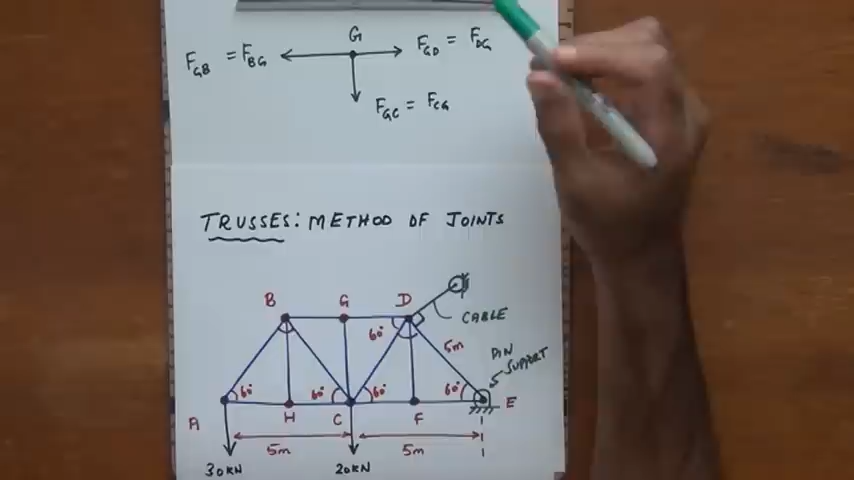 G
F_GB = F_BG
F_GD = F_DG
F_GC = F_CG
TRUSSES: METHOD OF JOINTS
B G D
CABLE
60°
5m
PIN SUPPORT
60° 60° 60° 60°
A H C F E
5m 5m
30KN 20KN